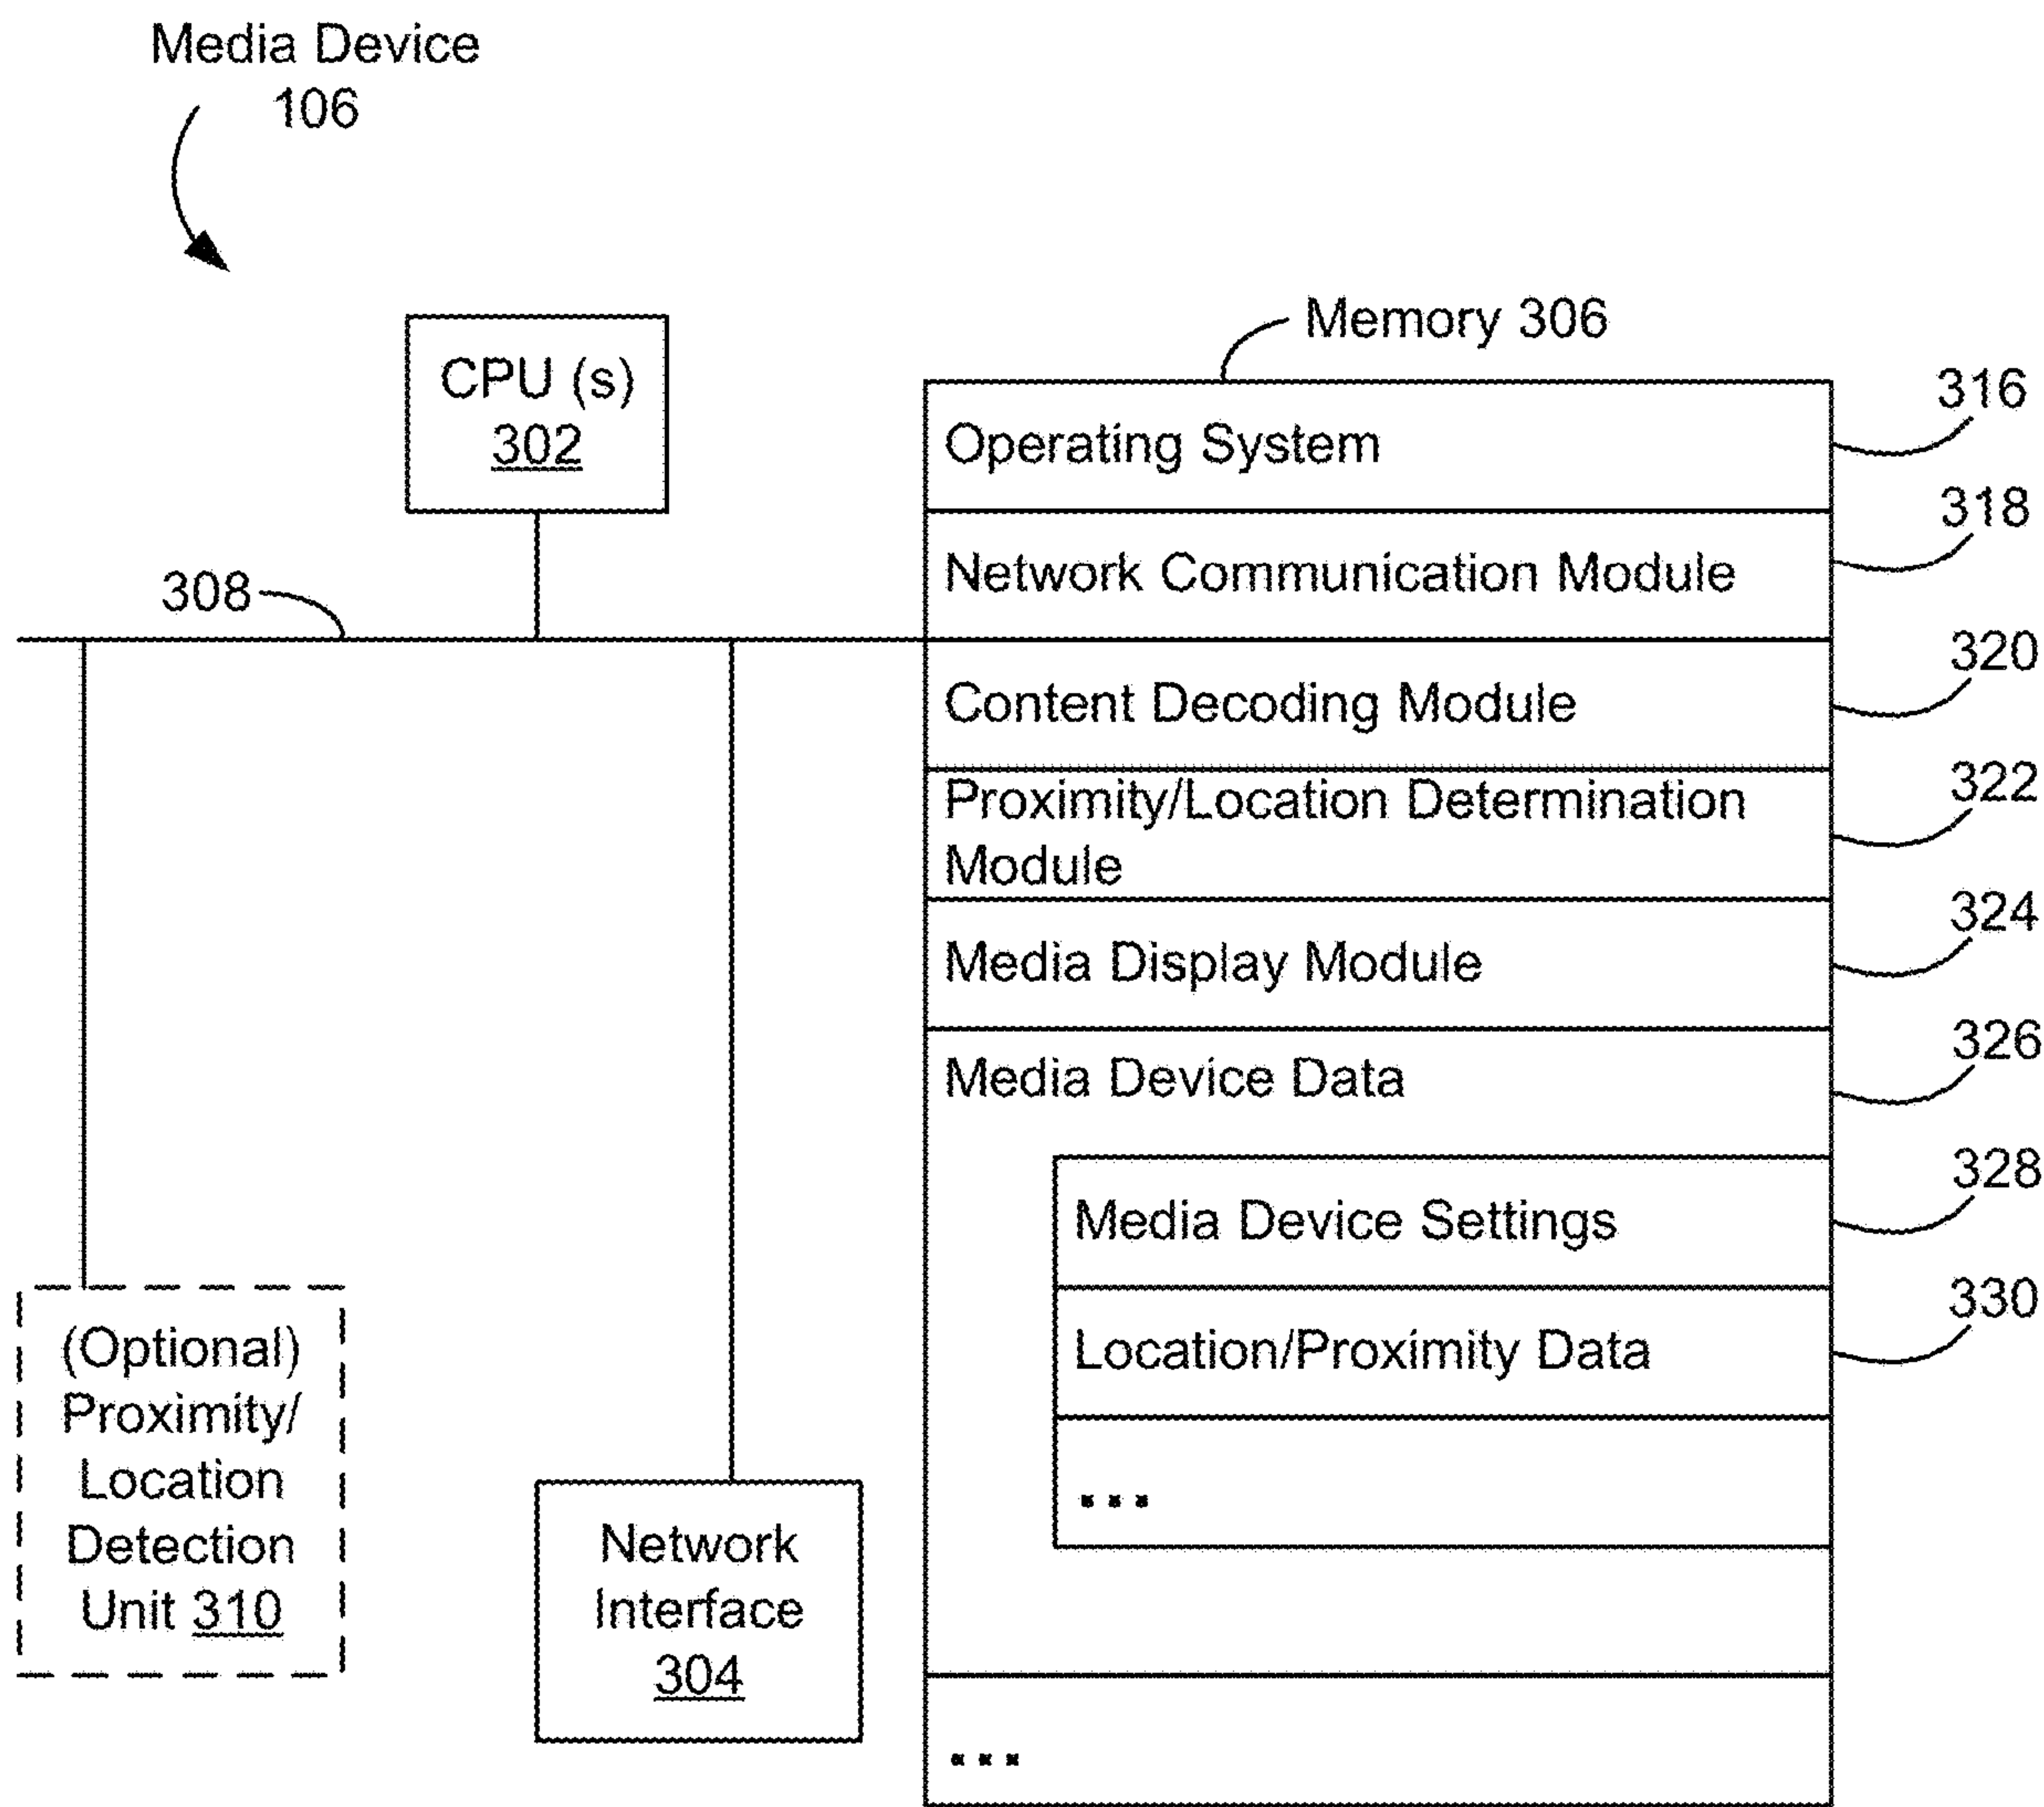 Media Device
106
CPU (s)
302
308
Memory 306
Operating System
316
Network Communication Module
318
Content Decoding Module
320
Proximity/Location Determination
Module
322
Media Display Module
324
Media Device Data
326
Media Device Settings
328
Location/Proximity Data
330
...
...
(Optional)
Proximity/
Location
Detection
Unit 310
Network
Interface
304